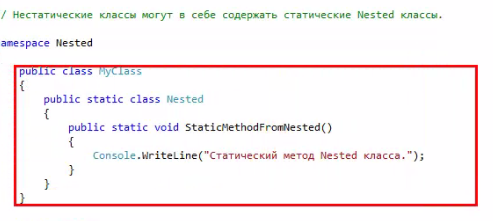 / Нестатические классы могут в себе содержать статические Nested классы.
amespace Nested
public class MyClass
{
public static class Nested
{
public static void StaticMethodFromNested()
{
Console.WriteLine("Статический метод Nested класса.");
}
}
}